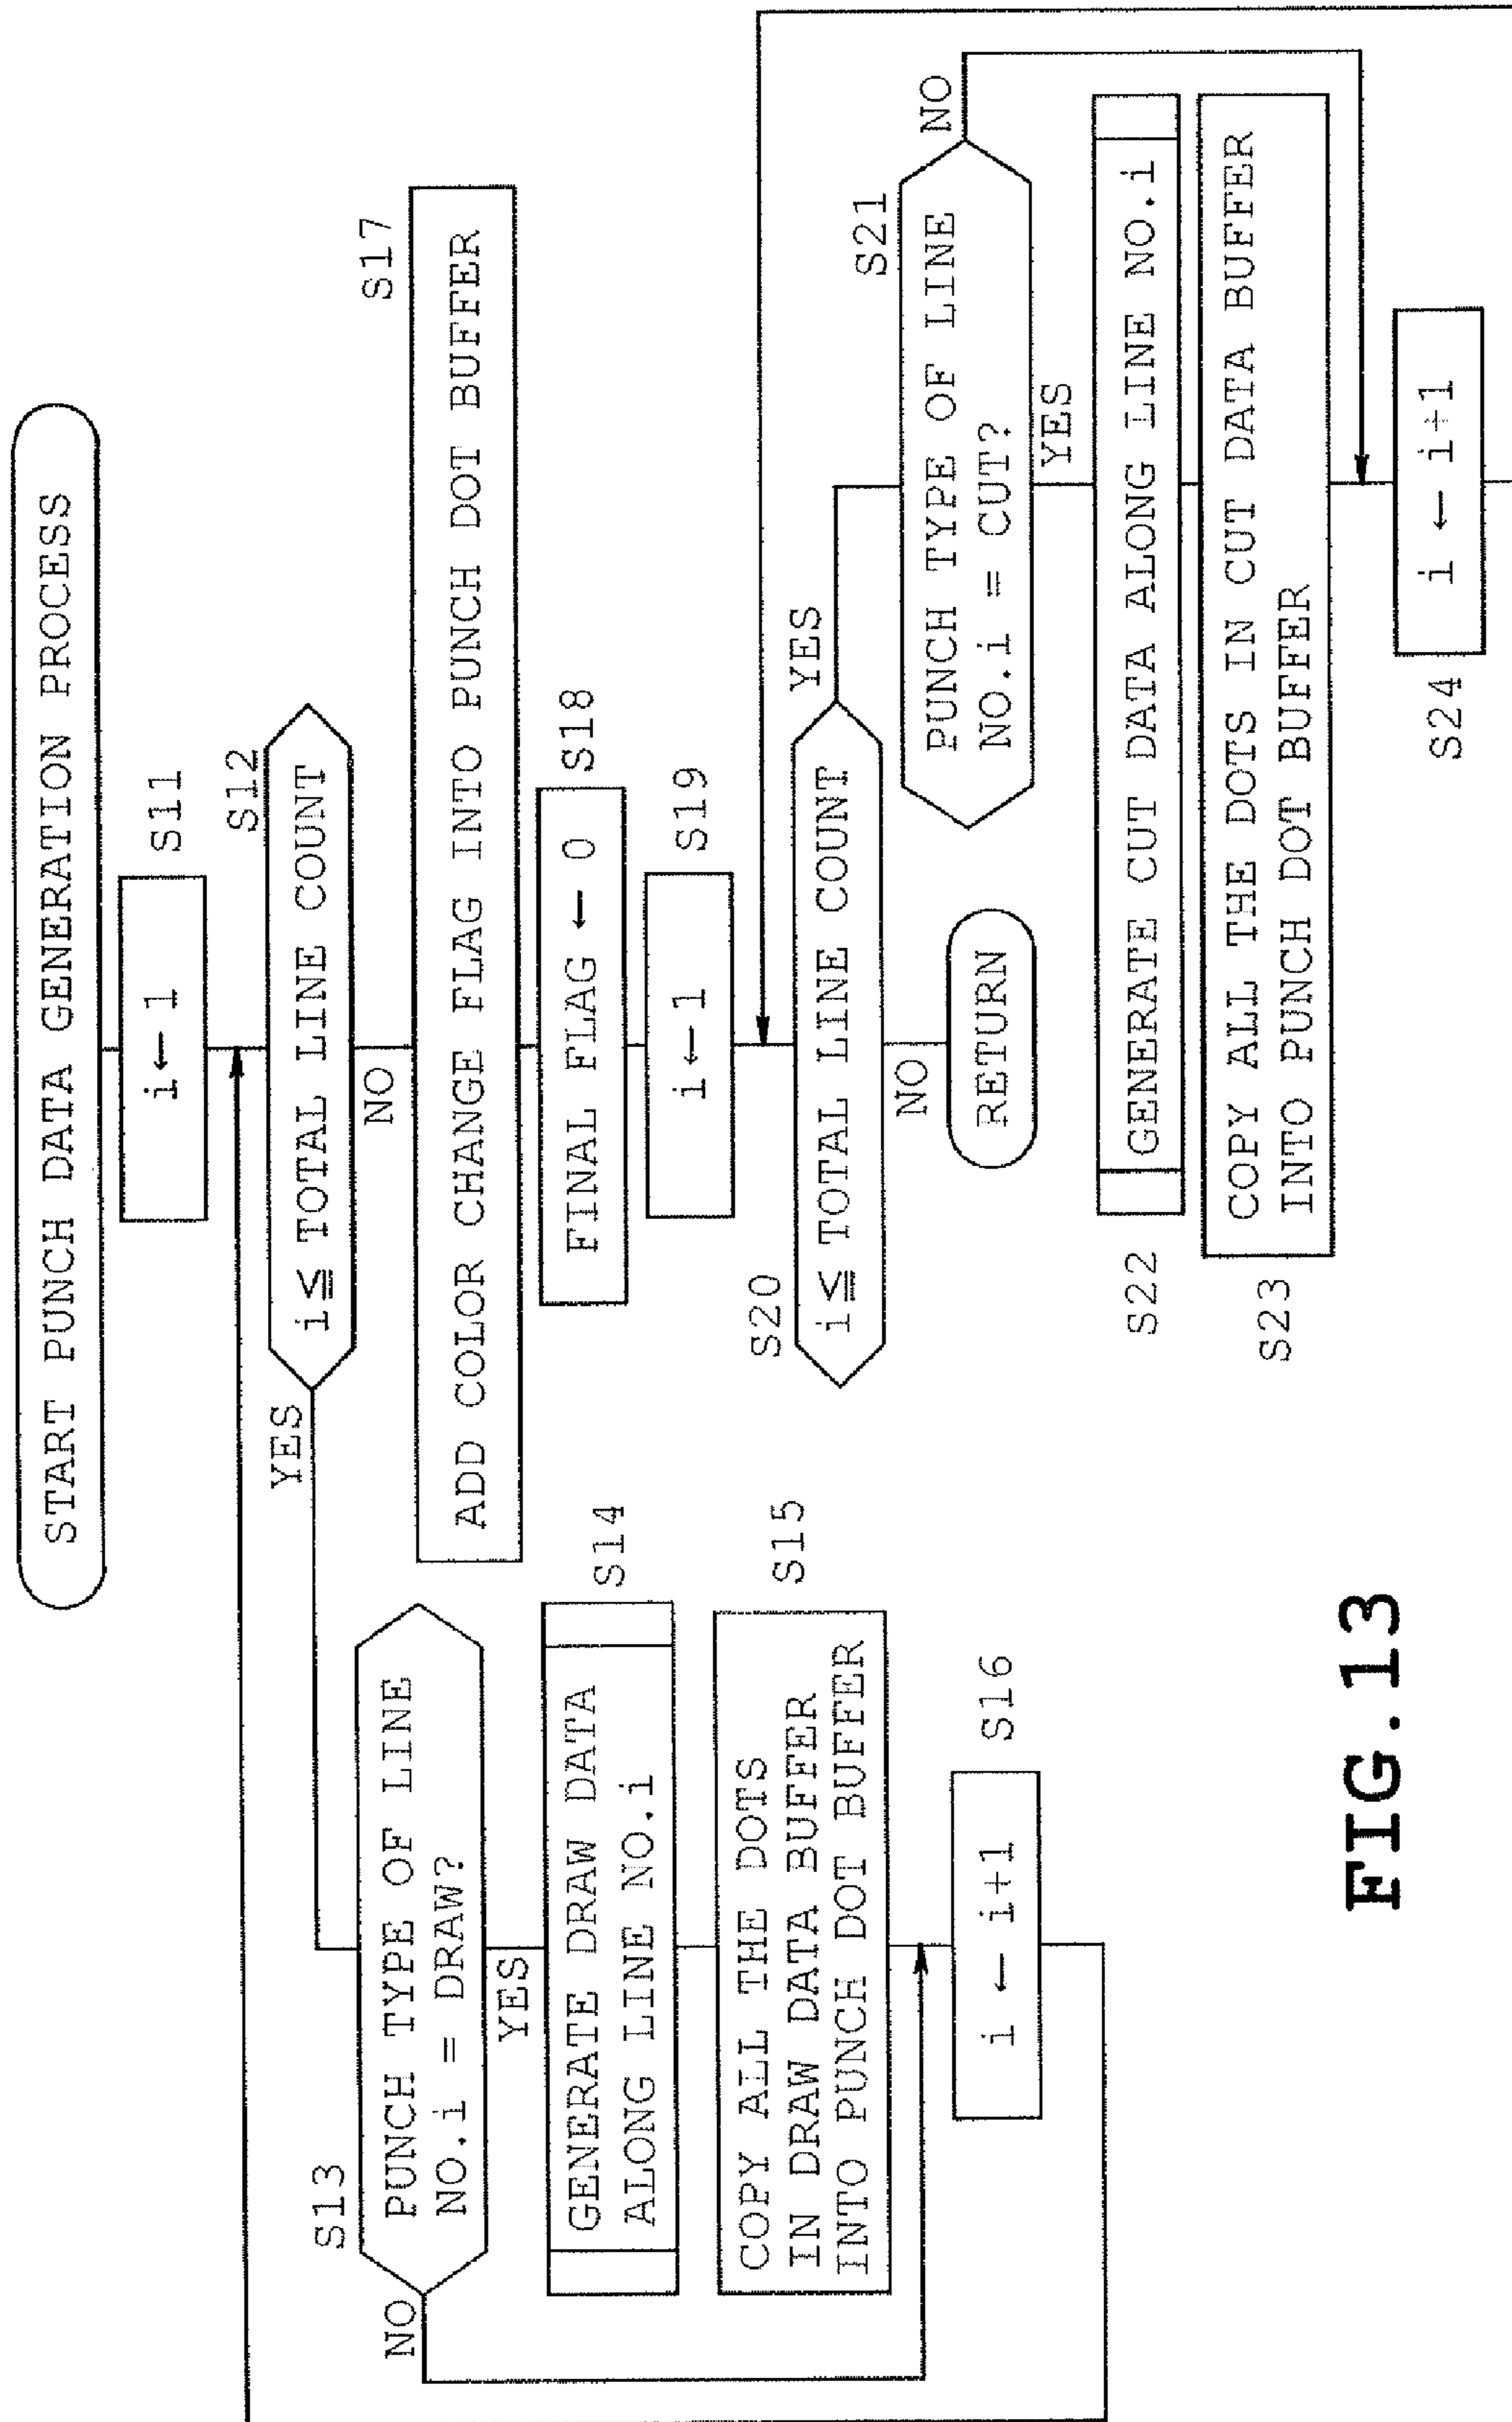 START PUNCH DATA GENERATION PROCESS
i ← 1
S11
S12
i ≦ TOTAL LINE COUNT
YES
NO
S13
PUNCH TYPE OF LINE
NO.i = DRAW?
NO
YES
GENERATE DRAW DATA
ALONG LINE NO.i
S14
COPY ALL THE DOTS
IN DRAW DATA BUFFER
INTO PUNCH DOT BUFFER
S15
i ← i+1
S16
S17
ADD COLOR CHANGE FLAG INTO PUNCH DOT BUFFER
FINAL FLAG ← 0
S18
i ← 1
S19
S20
i ≦ TOTAL LINE COUNT
YES
NO
RETURN
S21
PUNCH TYPE OF LINE
NO.i = CUT?
NO
YES
S22
GENERATE CUT DATA ALONG LINE NO.i
S23
COPY ALL THE DOTS IN CUT DATA BUFFER
INTO PUNCH DOT BUFFER
S24
i ← i+1
FIG.13